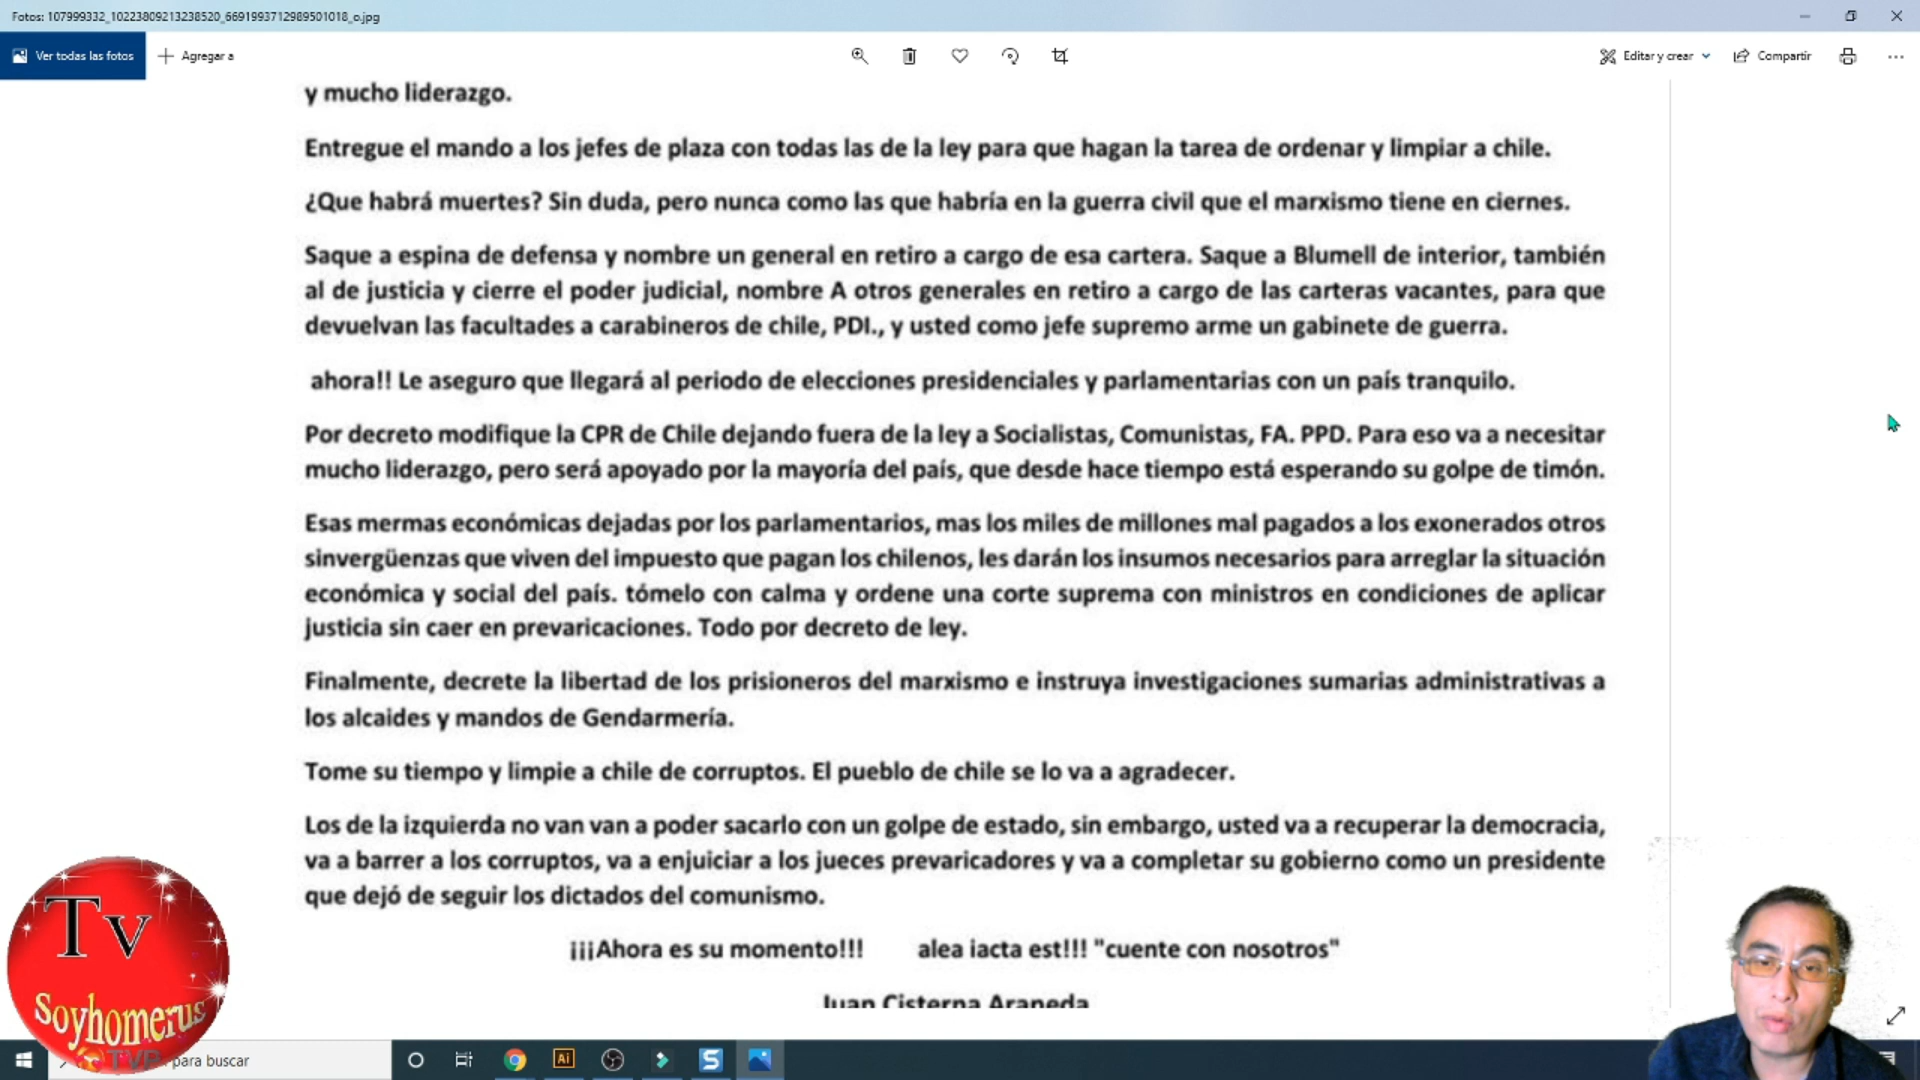 Fotos: 107999332_10223809213238520_6691993712989501018_o.jpg
Ver todas las fotos
Agregar a
Editar y crear
Compartir
y mucho liderazgo.
Entregue el mando a los jefes de plaza con todas las de la ley para que hagan la tarea de ordenar y limpiar a chile.
¿Que habrá muertes? Sin duda, pero nunca como las que habría en la guerra civil que el marxismo tiene en ciernes.
Saque a espina de defensa y nombre un general en retiro a cargo de esa cartera. Saque a Blumell de interior, también
al de justicia y cierre el poder judicial, nombre A otros generales en retiro a cargo de las carteras vacantes, para que
devuelvan las facultades a carabineros de chile, PDI., y usted como jefe supremo arme un gabinete de guerra.
ahora!! Le aseguro que llegará al periodo de elecciones presidenciales y parlamentarias con un país tranquilo.
Por decreto modifique la CPR de Chile dejando fuera de la ley a Socialistas, Comunistas, FA. PPD. Para eso va a necesitar
mucho liderazgo, pero será apoyado por la mayoría del país, que desde hace tiempo está esperando su golpe de timón.
Esas mermas económicas dejadas por los parlamentarios, mas los miles de millones mal pagados a los exonerados otros
sinvergüenzas que viven del impuesto que pagan los chilenos, les darán los insumos necesarios para arreglar la situación
económica y social del país. tómelo con calma y ordene una corte suprema con ministros en condiciones de aplicar
justicia sin caer en prevaricaciones. Todo por decreto de ley.
Finalmente, decrete la libertad de los prisioneros del marxismo e instruya investigaciones sumarias administrativas a
los alcaides y mandos de Gendarmería.
Tome su tiempo y limpie a chile de corruptos. El pueblo de chile se lo va a agradecer.
Los de la izquierda no van van a poder sacarlo con un golpe de estado, sin embargo, usted va a recuperar la democracia,
va a barrer a los corruptos, va a enjuiciar a los jueces prevaricadores y va a completar su gobierno como un presidente
que dejó de seguir los dictados del comunismo.
¡¡¡Ahora es su momento!!! alea iacta est!!! "cuente con nosotros"
Juan Cisterna Araneda
Tv
Soyhomerus
TVP
para buscar
Ai
S